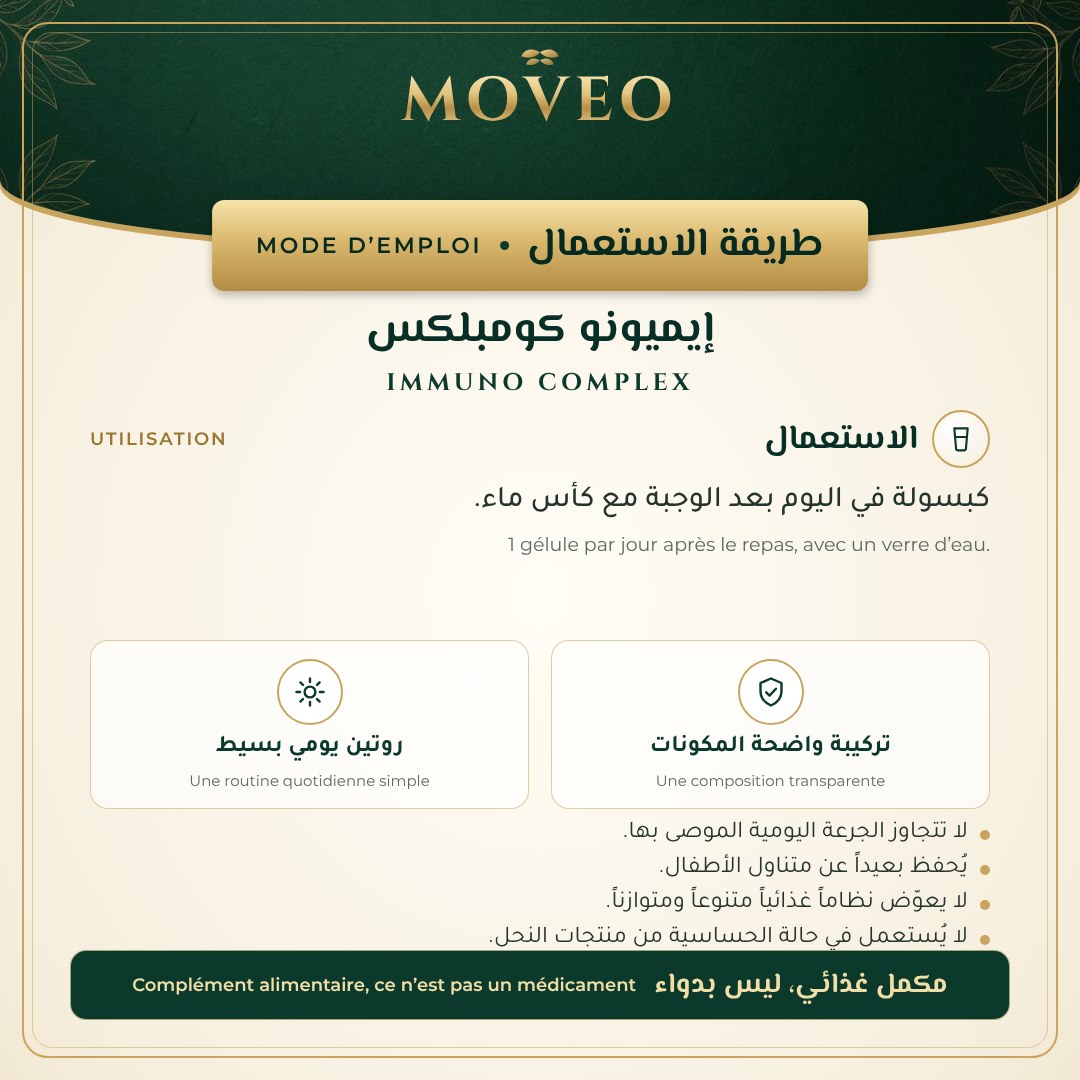 MOVEO
طريقة الاستعمال • MODE D’EMPLOI
إيميونو كومبلكس
IMMUNO COMPLEX
الاستعمال
UTILISATION
كبسولة في اليوم بعد الوجبة مع كأس ماء.
1 gélule par jour après le repas, avec un verre d’eau.
تركيبة واضحة المكونات
Une composition transparente
روتين يومي بسيط
Une routine quotidienne simple
لا تتجاوز الجرعة اليومية الموصى بها.
يُحفظ بعيداً عن متناول الأطفال.
لا يعوّض نظاماً غذائياً متنوعاً ومتوازناً.
لا يُستعمل في حالة الحساسية من منتجات النحل.
مكمل غذائي، ليس بدواء Complément alimentaire, ce n’est pas un médicament